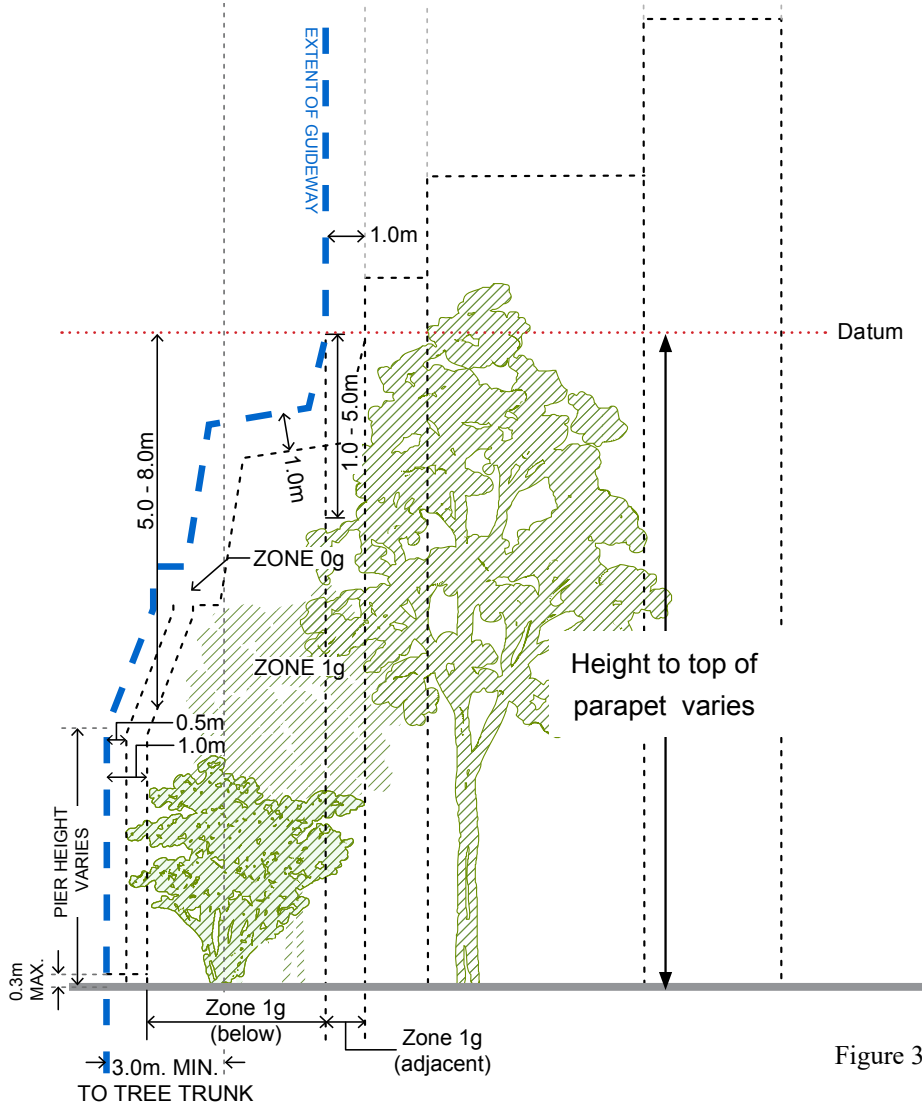 EXTENT OF GUIDEWAY
1.0m
Datum
1.0 - 5.0m
5.0 - 8.0m
1.0m
ZONE 0g
ZONE 1g
Height to top of
parapet varies
0.5m
1.0m
PIER HEIGHT
VARIES
0.3m
MAX.
Zone 1g
(below)
Zone 1g
(adjacent)
3.0m. MIN.
TO TREE TRUNK
Figure 3